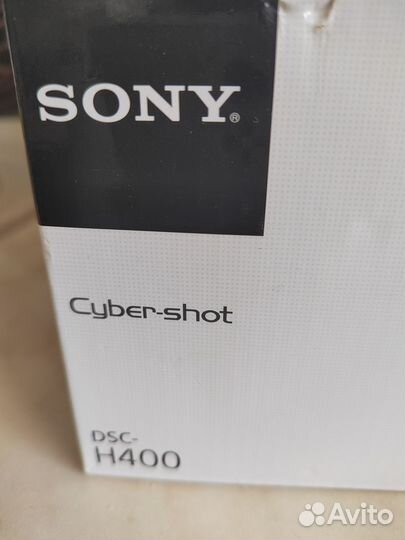 SONY®
Cyber-shot
DSC-
H400
Avito